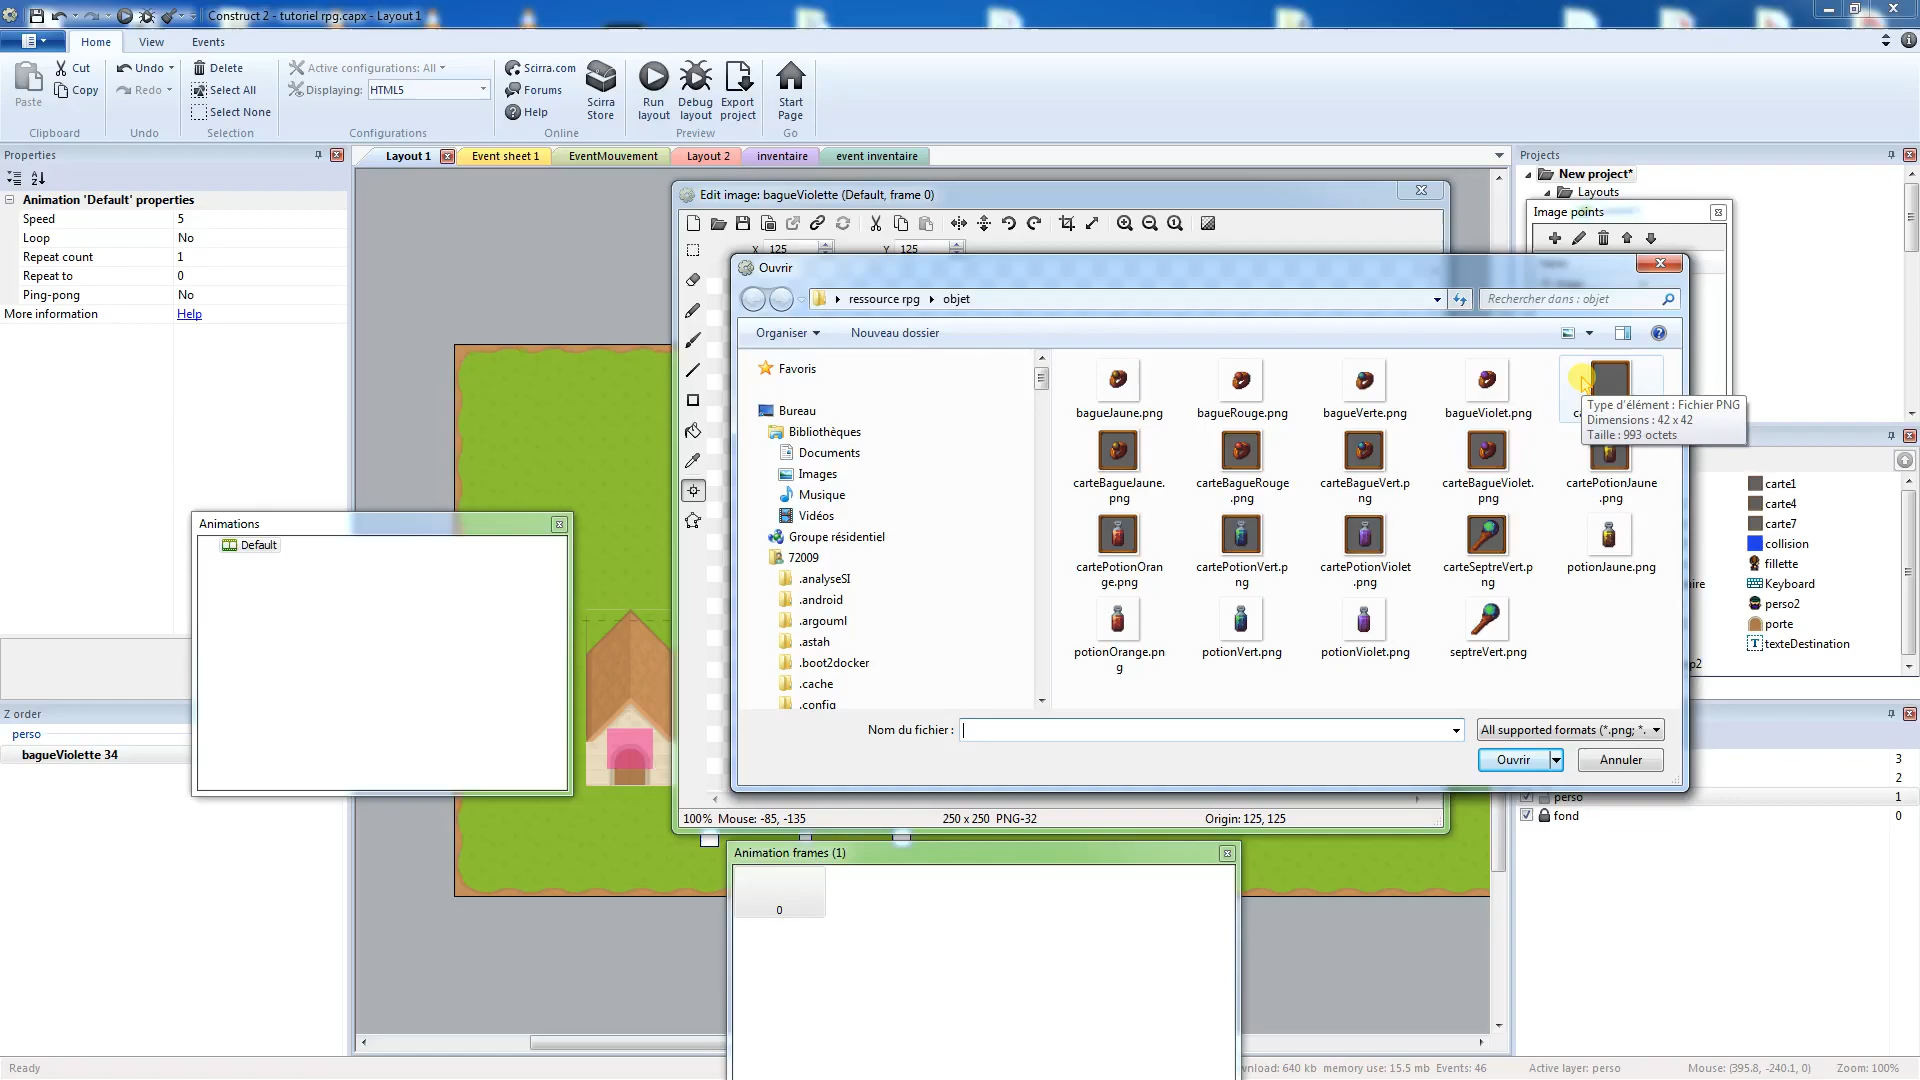 Construct 2 - tutoriel rpg.capx - Layout 1
Home View Events
Paste
Cut
Copy
Clipboard
Undo
Redo
Undo
Delete
Select All
Select None
Selection
Active configurations: All
Displaying: HTML5
Configurations
Scirra.com
Forums
Help
Scirra Store
Online
Run layout
Debug layout
Export project
Preview
Start Page
Go
Properties
Animation 'Default' properties
Speed 5
Loop No
Repeat count 1
Repeat to 0
Ping-pong No
More information Help
Layout 1 Event sheet 1 EventMouvement Layout 2 inventaire event inventaire
Projects
New project*
Layouts
Image points
Edit image: bagueViolette (Default, frame 0)
X 125 Y 125
Ouvrir
ressource rpg objet
Rechercher dans : objet
Organiser Nouveau dossier
Favoris
Bureau
Bibliothèques
Documents
Images
Musique
Vidéos
Groupe résidentiel
72009
.analyseSI
.android
.argouml
.astah
.boot2docker
.cache
.config
bagueJaune.png bagueRouge.png bagueVerte.png bagueViolet.png
Type d'élément : Fichier PNG
Dimensions : 42 x 42
Taille : 993 octets
carteBagueJaune.png carteBagueRouge.png carteBagueVert.png carteBagueViolet.png cartePotionJaune.png
cartePotionOrange.png cartePotionVert.png cartePotionViolet.png carteSeptreVert.png potionJaune.png
potionOrange.png potionVert.png potionViolet.png septreVert.png
Nom du fichier :
All supported formats (*.png; *.
Ouvrir Annuler
carte1
carte4
carte7
collision
fillette
Keyboard
perso2
porte
texteDestination
3
2
perso 1
fond 0
Animations
Default
Z order
perso
bagueViolette 34
100% Mouse: -85, -135 250 x 250 PNG-32 Origin: 125, 125
Animation frames (1)
0
Ready
memory use: 15.5 mb Events: 46 Active layer: perso Mouse: (395.8, -240.1, 0) Zoom: 100%